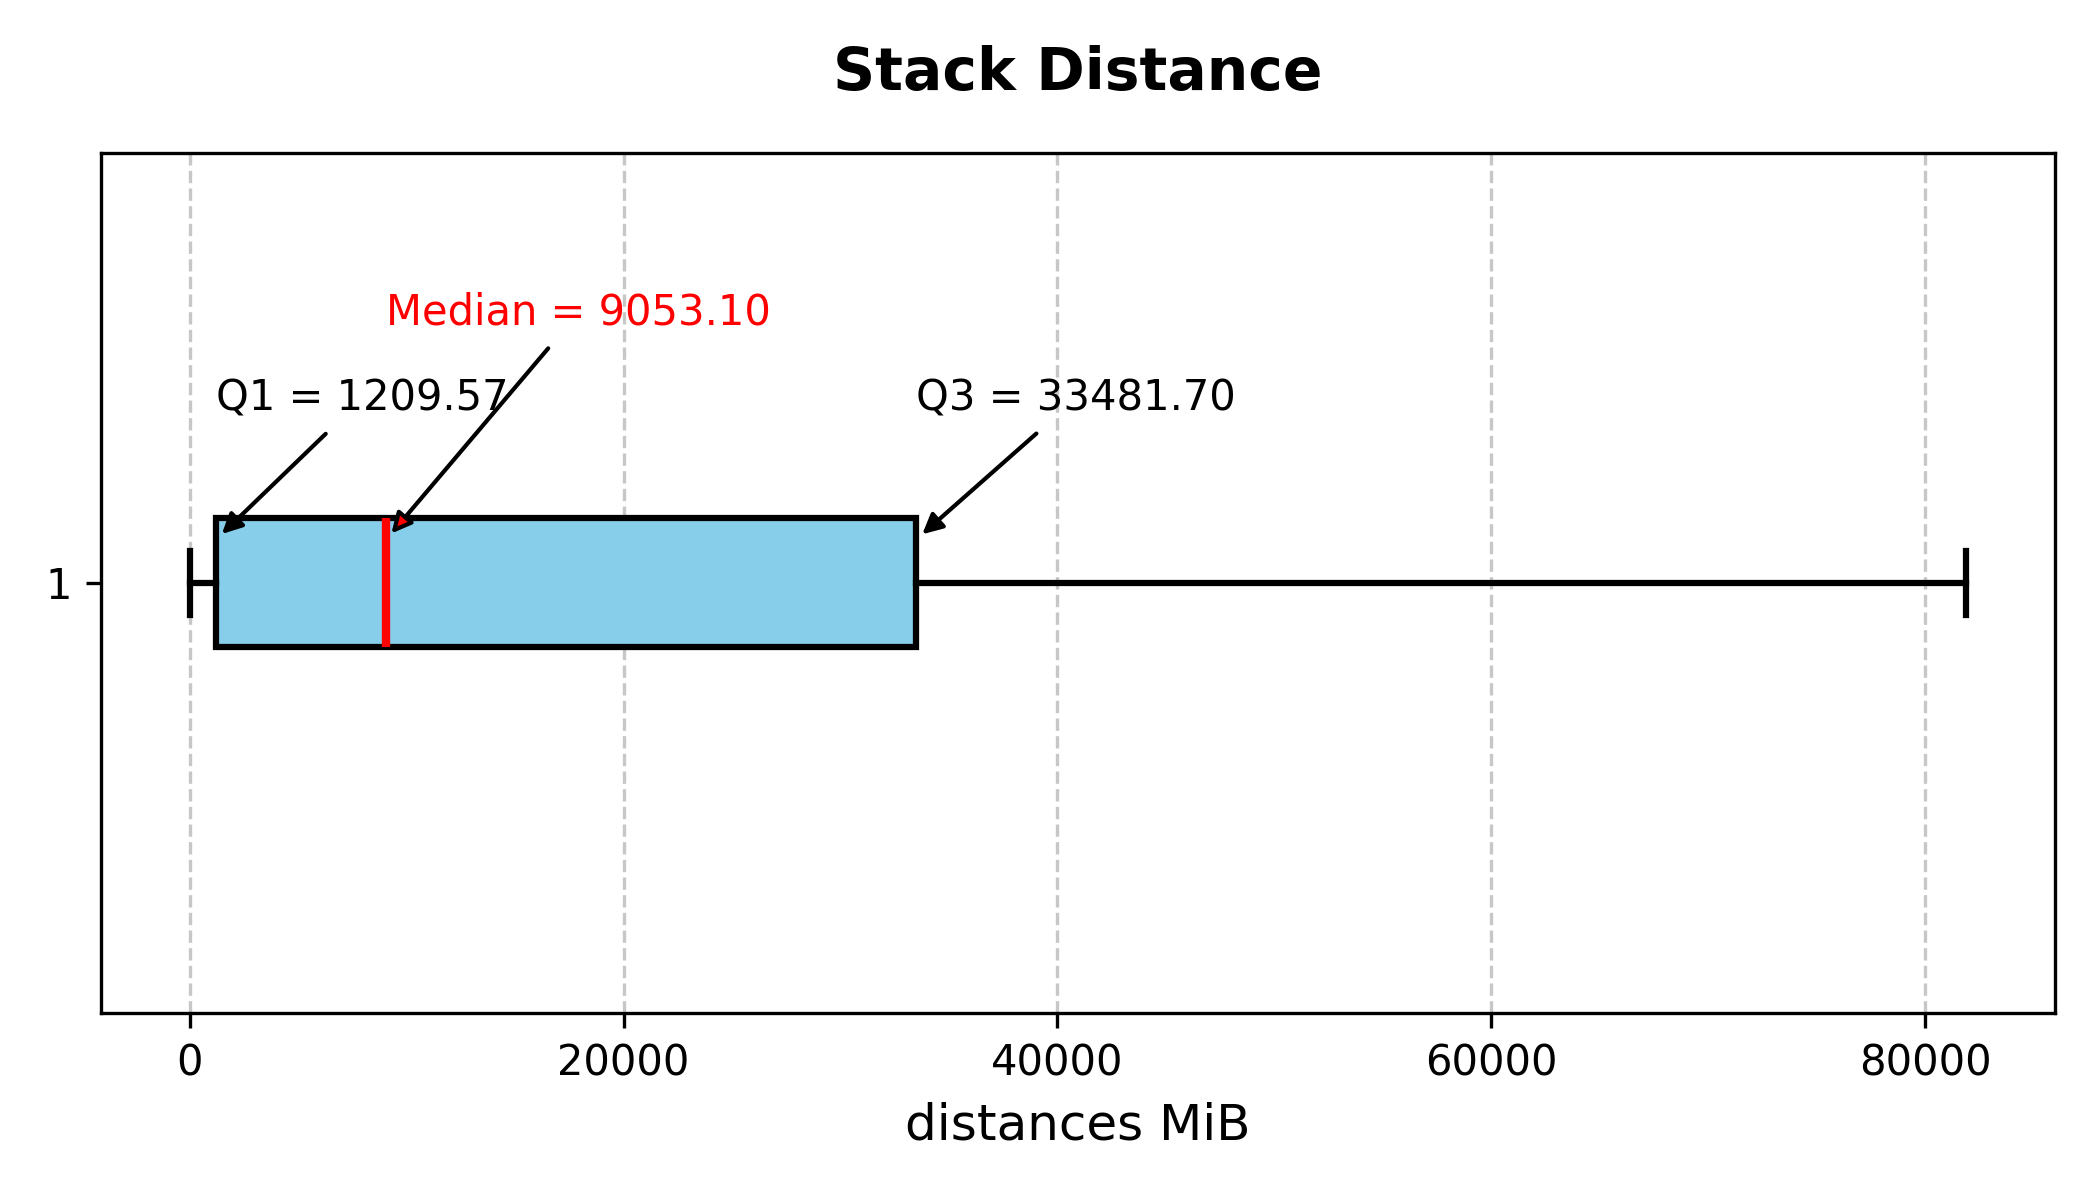 Stack Distance
Median = 9053.10
Q1 = 1209.57
Q3 = 33481.70
1
0
20000
40000
60000
80000
distances MiB